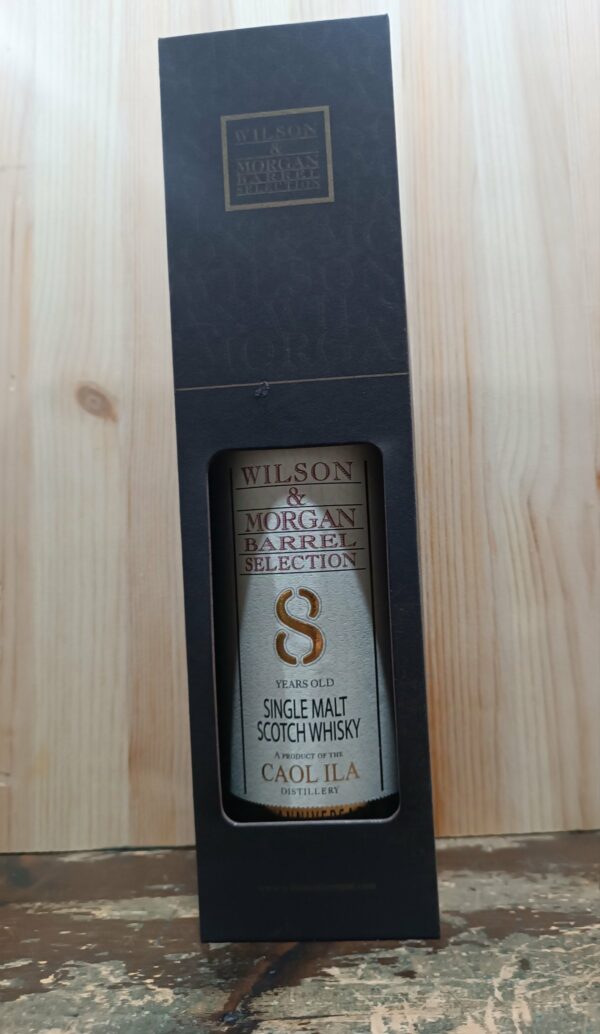 WILSON
&
MORGAN
BARREL
SELECTION
WILSON
&
MORGAN
BARREL
SELECTION
8
YEARS OLD
SINGLE MALT
SCOTCH WHISKY
A PRODUCT OF THE
CAOL ILA
DISTILLERY